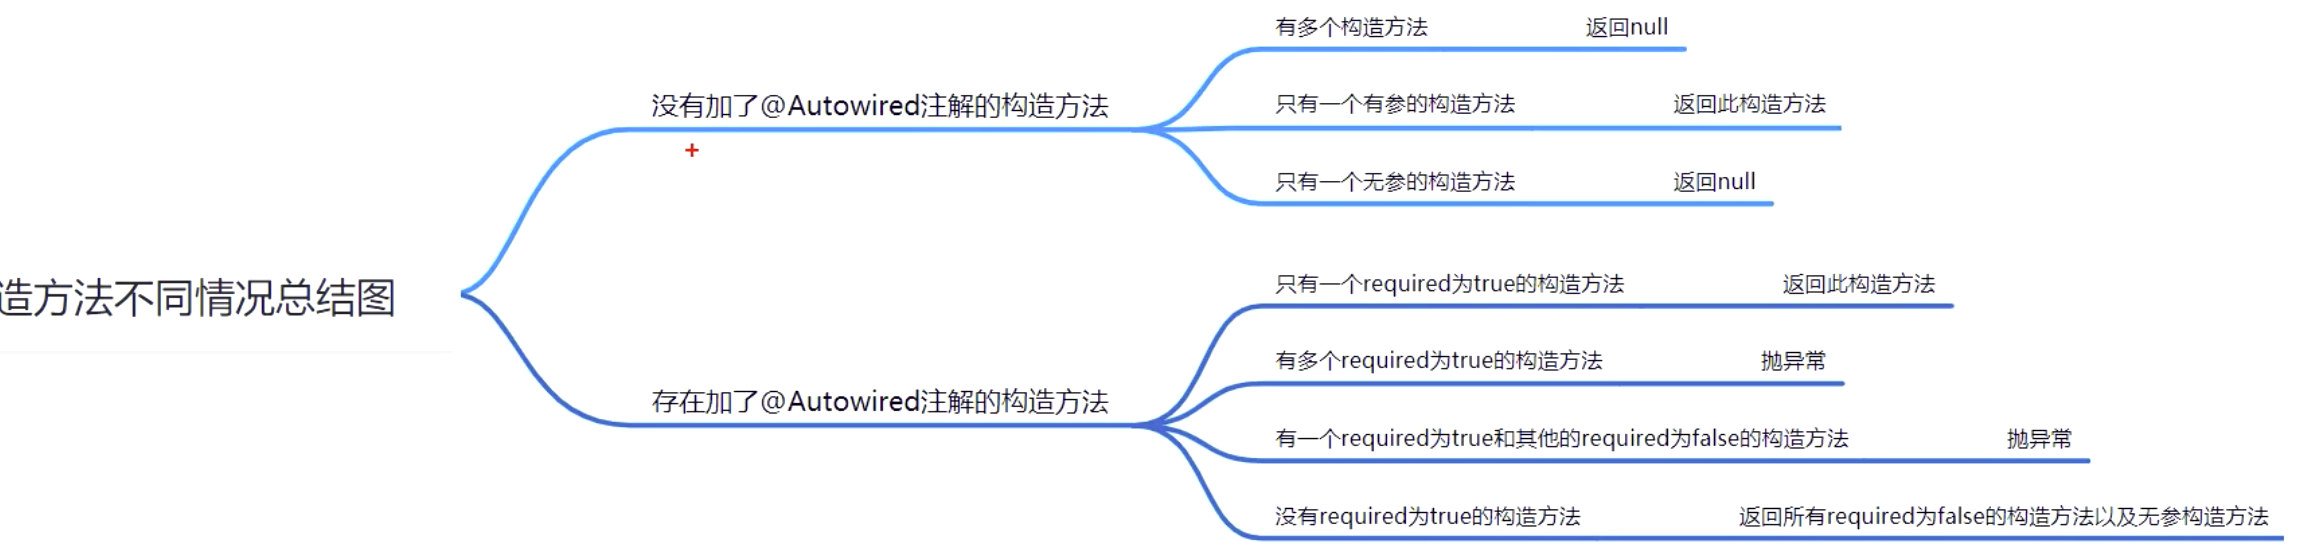 造方法不同情况总结图
没有加了@Autowired注解的构造方法
有多个构造方法 返回null
只有一个有参的构造方法 返回此构造方法
只有一个无参的构造方法 返回null
存在加了@Autowired注解的构造方法
只有一个required为true的构造方法 返回此构造方法
有多个required为true的构造方法 抛异常
有一个required为true和其他的required为false的构造方法 抛异常
没有required为true的构造方法 返回所有required为false的构造方法以及无参构造方法